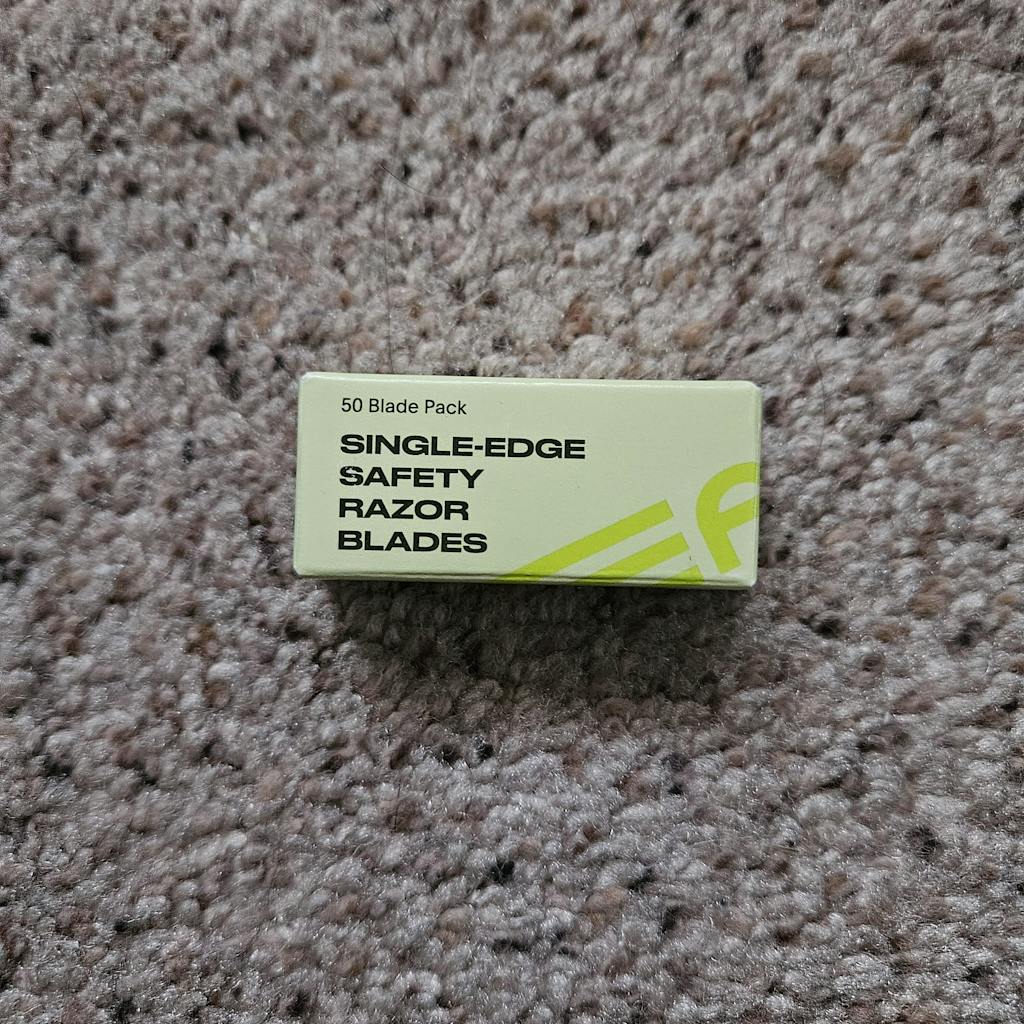 50 Blade Pack
SINGLE-EDGE
SAFETY
RAZOR
BLADES